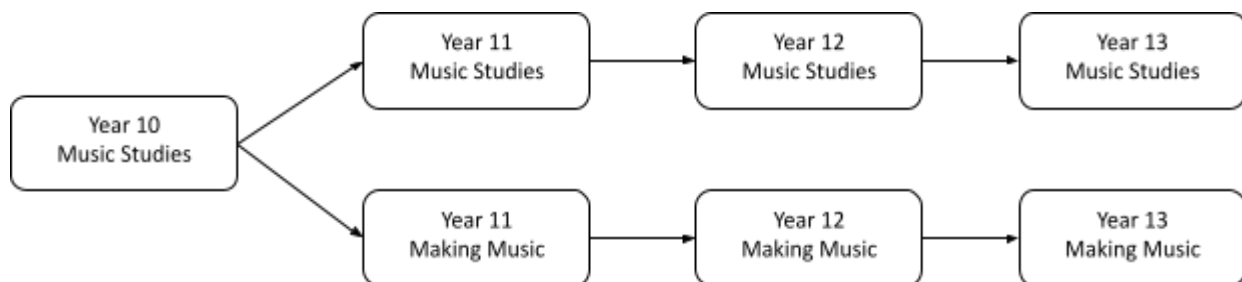 Year 11
Music Studies
Year 12
Music Studies
Year 13
Music Studies
Year 10
Music Studies
Year 11
Making Music
Year 12
Making Music
Year 13
Making Music